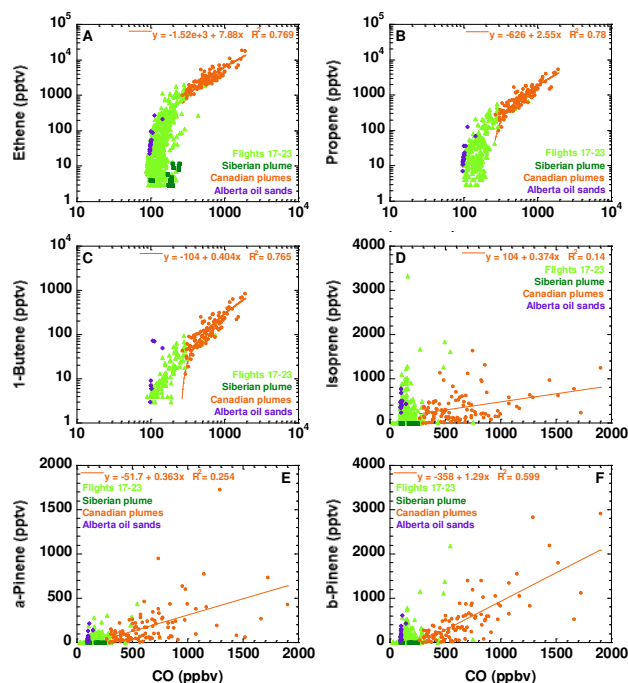 A
y = -1.52e+3 + 7.88x R² = 0.769
Ethene (pptv)
10⁴
1000
100
10
1
Flights 17-23
Siberian plume
Canadian plumes
Alberta oil sands
10 100 1000 10⁴
B
y = -626 + 2.55x R² = 0.78
Propene (pptv)
10⁴
1000
100
10
1
Flights 17-23
Siberian plume
Canadian plumes
Alberta oil sands
10 100 1000 10⁴
C
y = -104 + 0.404x R² = 0.765
1-Butene (pptv)
10⁴
1000
100
10
1
Flights 17-23
Siberian plume
Canadian plumes
Alberta oil sands
10 100 1000 10⁴
y = 104 + 0.374x R² = 0.14
D
Isoprene (pptv)
4000
3000
2000
1000
0
Flights 17-23
Siberian plume
Canadian plumes
Alberta oil sands
0 500 1000 1500 2000
y = -51.7 + 0.363x R² = 0.254
E
a-Pinene (pptv)
2000
1500
1000
500
0
Flights 17-23
Siberian plume
Canadian plumes
Alberta oil sands
0 500 1000 1500 2000
CO (ppbv)
y = -358 + 1.29x R² = 0.599
F
b-Pinene (pptv)
4000
3000
2000
1000
0
Flights 17-23
Siberian plume
Canadian plumes
Alberta oil sands
0 500 1000 1500 2000
CO (ppbv)